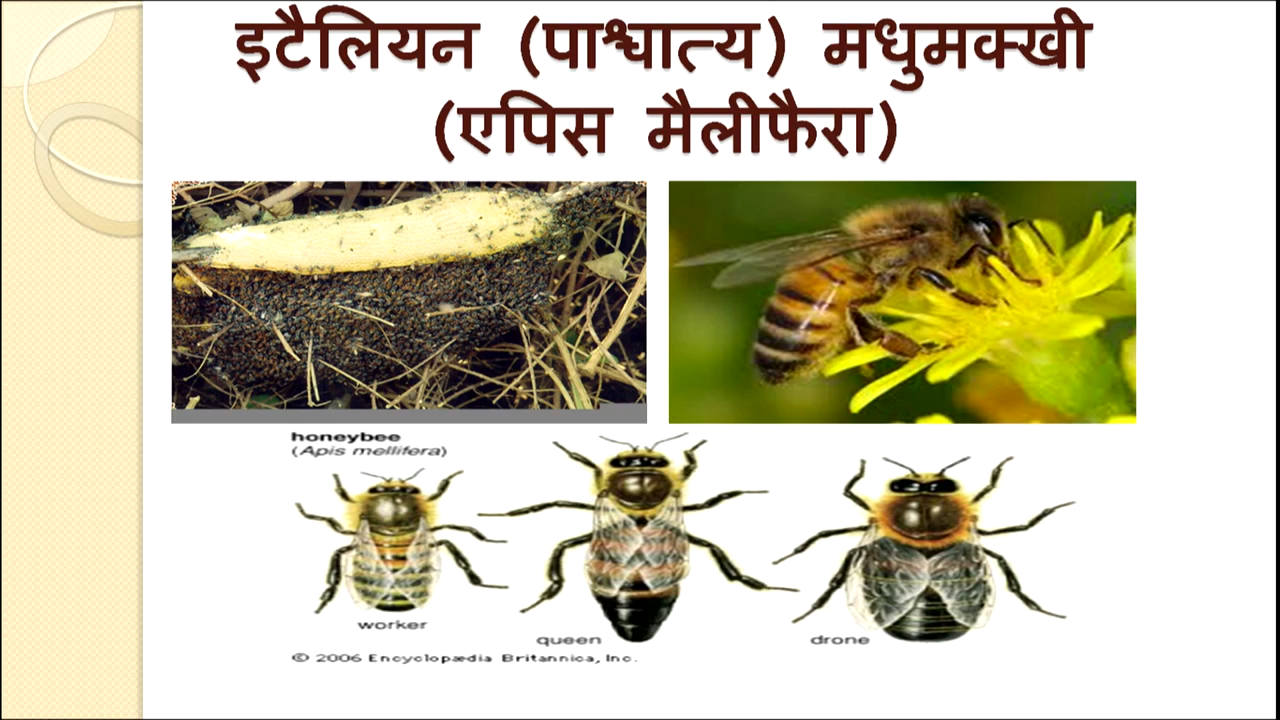 इटैलियन (पाश्चात्य) मधुमक्खी
(एपिस मैलीफैरा)
honeybee
(Apis mellifera)
worker
queen
drone
© 2006 Encyclopædia Britannica, Inc.